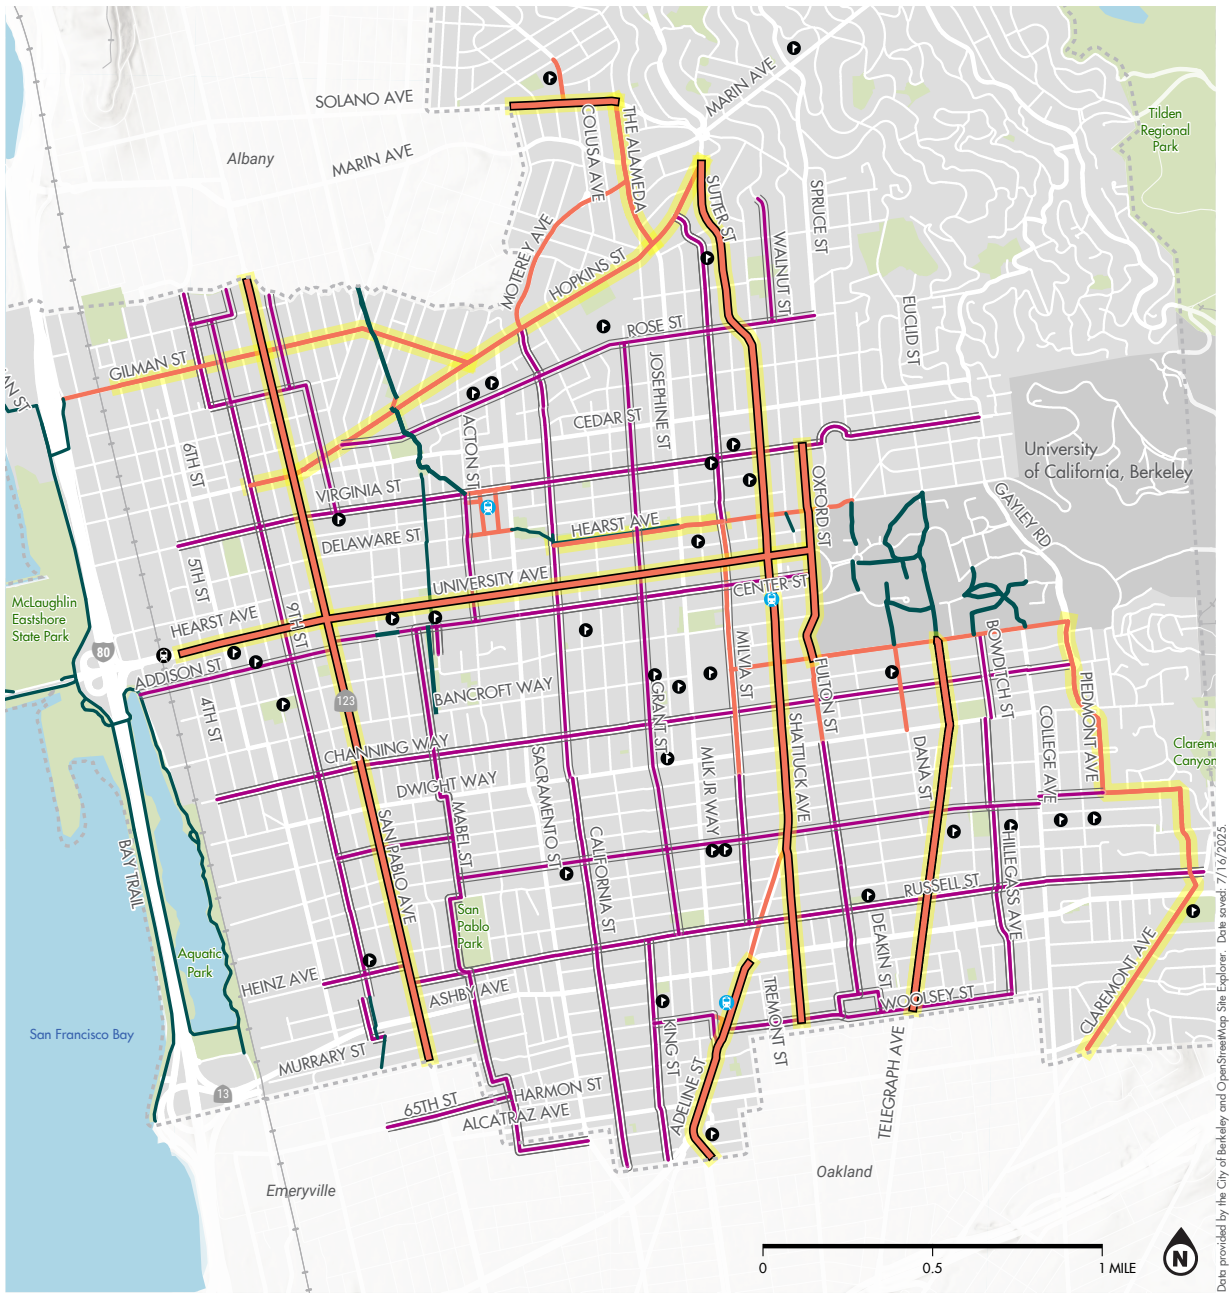 SOLANO AVE
MARIN AVE
Tilden
Regional
Park
Albany
MARIN AVE
COLUSA AVE
THE ALAMEDA
SUTTER ST
SPRUCE ST
WALNUT ST
MOTEREY AVE
HOPKINS ST
EUCLID ST
ROSE ST
GILMAN ST
AN ST
JOSEPHINE ST
CEDAR ST
ACTON ST
6TH ST
University
of California, Berkeley
VIRGINIA ST
OXFORD ST
GAYLEY RD
HEARST AVE
DELAWARE ST
5TH ST
UNIVERSITY AVE
CENTER ST
McLaughlin
Eastshore
State Park
HEARST AVE
9TH ST
80
ADDISON ST
BOWDITCH ST
MILVIA ST
FULTON ST
BANCROFT WAY
GRANT ST
PIEDMONT AVE
123
4TH ST
COLLEGE AVE
SHATTUCK AVE
DANA ST
CHANNING WAY
SACRAMENTO ST
MLK JR WAY
Claremo
Canyon
DWIGHT WAY
MABEL ST
SAN PABLO AVE
CALIFORNIA ST
HILLEGASS AVE
BAY TRAIL
RUSSELL ST
San
Pablo
Park
DEAKIN ST
Aquatic
Park
HEINZ AVE
ASHBY AVE
CLAREMONT AVE
WOOLSEY ST
TREMONT ST
San Francisco Bay
KING ST
MURRARY ST
TELEGRAPH AVE
ADELINE ST
13
65TH ST
HARMON ST
ALCATRAZ AVE
Emeryville
Oakland
0
0.5
1 MILE
N
Data provided by the City of Berkeley and OpenStreetMap Site Explorer. Date saved: 7/16/2025.